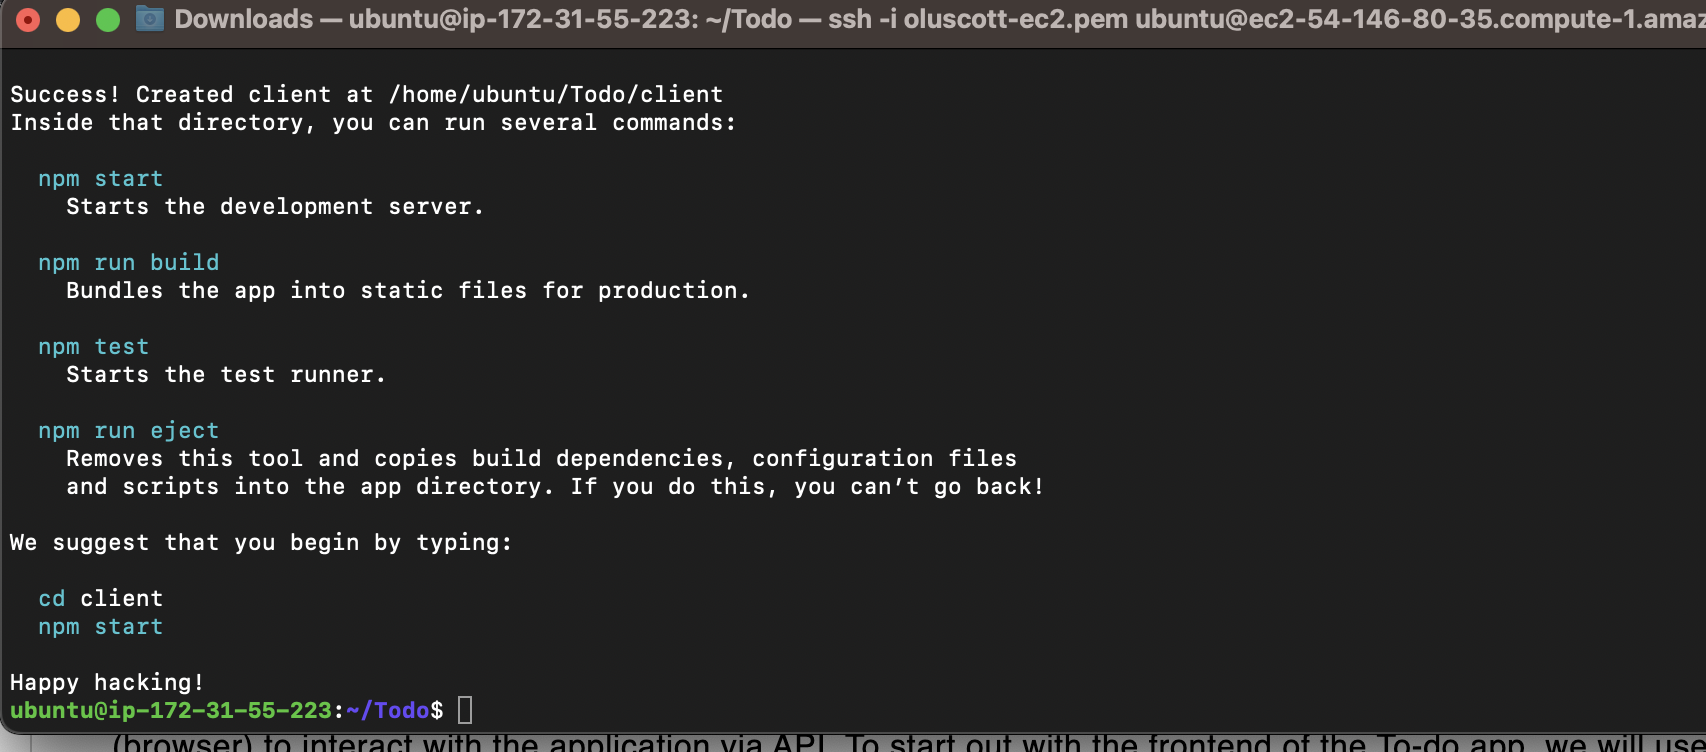 Downloads — ubuntu@ip-172-31-55-223: ~/Todo — ssh -i oluscott-ec2.pem ubuntu@ec2-54-146-80-35.compute-1.amaz
Success! Created client at /home/ubuntu/Todo/client
Inside that directory, you can run several commands:
npm start
Starts the development server.
npm run build
Bundles the app into static files for production.
npm test
Starts the test runner.
npm run eject
Removes this tool and copies build dependencies, configuration files
and scripts into the app directory. If you do this, you can’t go back!
We suggest that you begin by typing:
cd client
npm start
Happy hacking!
ubuntu@ip-172-31-55-223:~/Todo$
(browser) to interact with the application via API. To start out with the frontend of the To-do app, we will use